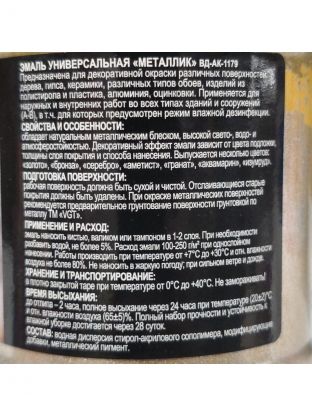 ЭМАЛЬ УНИВЕРСАЛЬНАЯ «МЕТАЛЛИК» ВД-АК-1179
Предназначена для декоративной окраски различных поверхностей:
дерева, гипса, керамики, различных типов обоев, изделий из
полистирола и пластика, алюминия, оцинковки. Применяется для
наружных и внутренних работ во всех типах зданий и сооружений
(А-В), в т.ч. для которых предусмотрен режим влажной дезинфекции.
СВОЙСТВА И ОСОБЕННОСТИ:
обладает натуральным металлическим блеском, высокой свето-, водо- и
атмосферостойкостью. Декоративный эффект эмали зависит от цвета подложки,
толщины слоя покрытия и способа нанесения. Выпускается несколько цветов:
«золото», «бронза», «серебро», «аметист», «гранат», «аквамарин», «изумруд».
ПОДГОТОВКА ПОВЕРХНОСТИ:
рабочая поверхность должна быть сухой и чистой. Отслаивающиеся старые
покрытия должны быть удалены. При окраске металлических поверхностей
рекомендуется предварительное грунтование поверхности грунтовкой по
металлу ТМ «VGT».
ПРИМЕНЕНИЕ И РАСХОД:
эмаль наносить кистью, валиком или тампоном в 1-2 слоя. При необходимости
разбавить водой, не более 5%. Расход эмали 100-250 г/м² при однослойном
нанесении. Работы производить при температуре от +7°С до +30°С и отн. влажности
воздуха не более 80%. Не наносить в жаркую погоду; при сильном ветре и дожде.
ХРАНЕНИЕ И ТРАНСПОРТИРОВАНИЕ:
в плотно закрытой таре при температуре от 0°С до +40°С. Не замораживать!
ВРЕМЯ ВЫСЫХАНИЯ:
до отлипа – 2 часа, полное высыхание через 24 часа при температуре (20±2)°С
и отн. влажности воздуха (65±5)%. Полный набор прочности и устойчивость к
влажной уборке достигается через 28 суток.
СОСТАВ: водная дисперсия стирол-акрилового сополимера, модифицирующие
добавки, металлический пигмент.